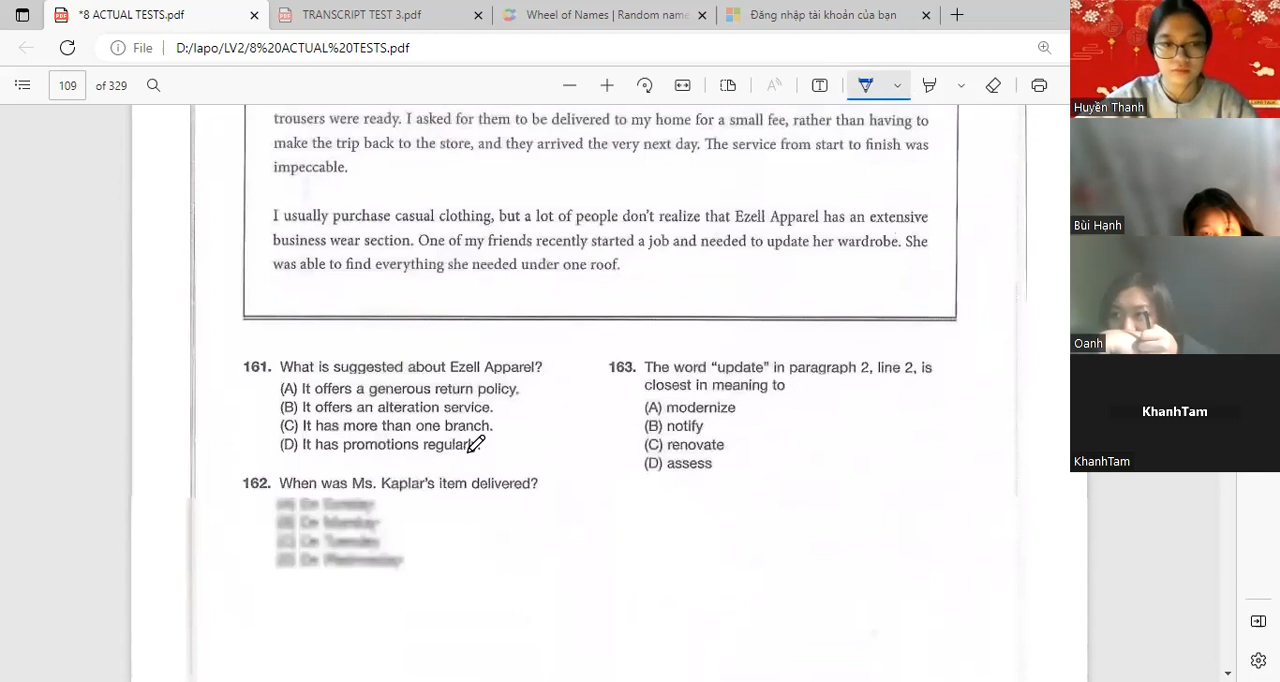 *8 ACTUAL TESTS.pdf
TRANSCRIPT TEST 3.pdf
Wheel of Names | Random name
Đăng nhập tài khoản của bạn
File
D:/lapo/LV2/8%20ACTUAL%20TESTS.pdf
109
of 329
trousers were ready. I asked for them to be delivered to my home for a small fee, rather than having to
make the trip back to the store, and they arrived the very next day. The service from start to finish was
impeccable.
I usually purchase casual clothing, but a lot of people don't realize that Ezell Apparel has an extensive
business wear section. One of my friends recently started a job and needed to update her wardrobe. She
was able to find everything she needed under one roof.
161. What is suggested about Ezell Apparel?
(A) It offers a generous return policy.
(B) It offers an alteration service.
(C) It has more than one branch.
(D) It has promotions
162. When was Ms. Kaplar's item delivered?
163. The word "update" in paragraph 2, line 2, is
closest in meaning to
(A) modernize
(B) notify
(C) renovate
(D) assess
Huyền Thanh
Bùi Hạnh
Oanh
KhanhTam
KhanhTam